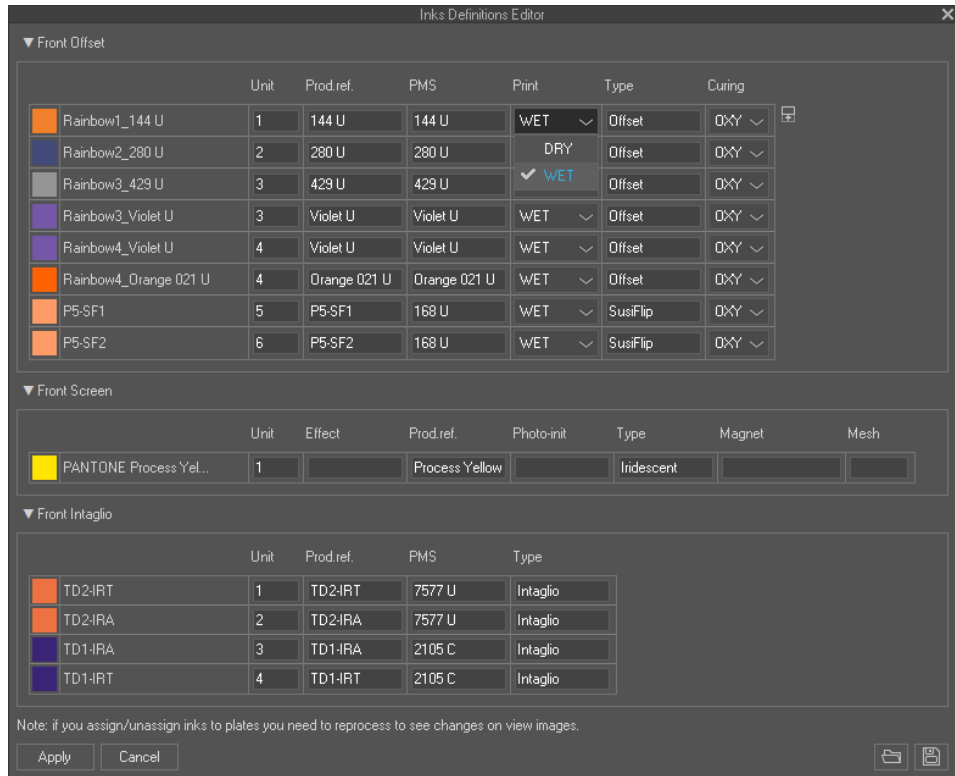 Inks Definitions Editor
Front Offset
Unit Prod.ref. PMS Print Type Curing
Rainbow1_144 U 1 144 U 144 U WET Offset OXY
Rainbow2_280 U 2 280 U 280 U DRY Offset OXY
Rainbow3_429 U 3 429 U 429 U WET Offset OXY
Rainbow3_Violet U 3 Violet U Violet U WET Offset OXY
Rainbow4_Violet U 4 Violet U Violet U WET Offset OXY
Rainbow4_Orange 021 U 4 Orange 021 U Orange 021 U WET Offset OXY
P5-SF1 5 P5-SF1 168 U WET SusiFlip OXY
P5-SF2 6 P5-SF2 168 U WET SusiFlip OXY
Front Screen
Unit Effect Prod.ref. Photo-init Type Magnet Mesh
PANTONE Process Yel... 1 Process Yellow Iridescent
Front Intaglio
Unit Prod.ref. PMS Type
TD2-IRT 1 TD2-IRT 7577 U Intaglio
TD2-IRA 2 TD2-IRA 7577 U Intaglio
TD1-IRA 3 TD1-IRA 2105 C Intaglio
TD1-IRT 4 TD1-IRT 2105 C Intaglio
Note: if you assign/unassign inks to plates you need to reprocess to see changes on view images.
Apply Cancel